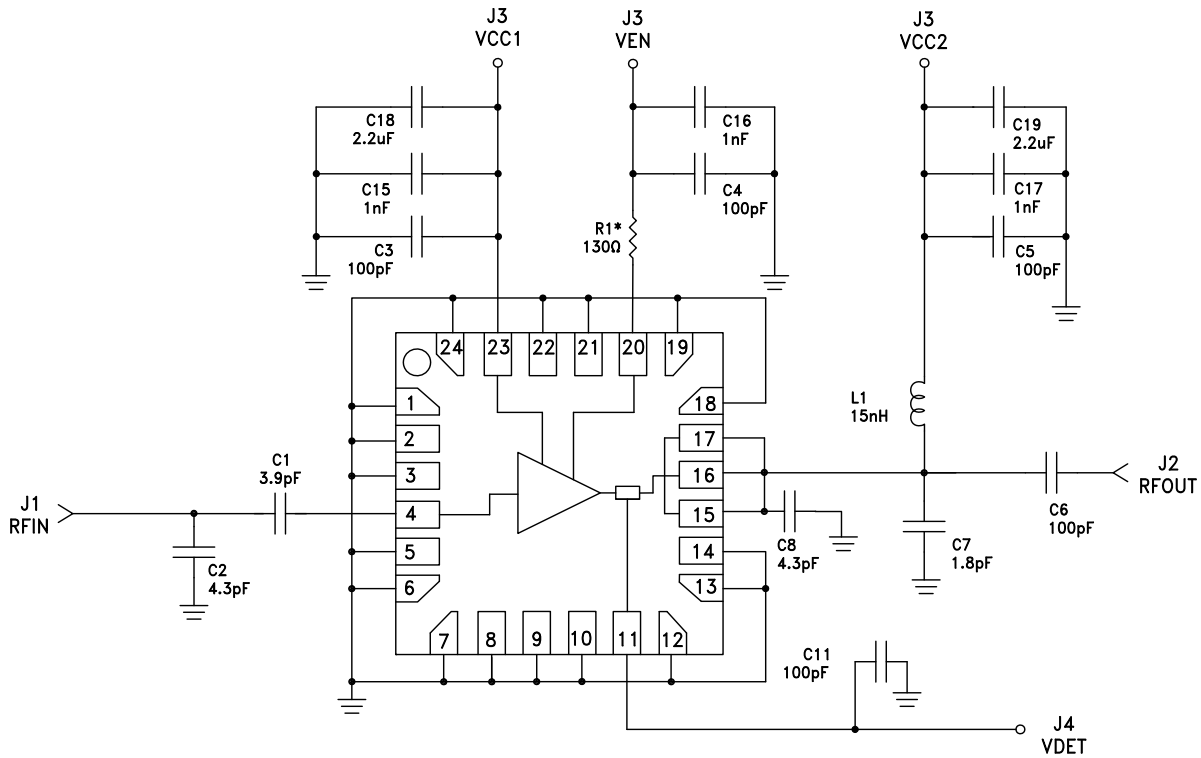 J3
VCC1
J3
VEN
J3
VCC2
C18
2.2uF
C16
1nF
C19
2.2uF
C15
1nF
C4
100pF
C17
1nF
C3
100pF
R1*
130Ω
C5
100pF
24
23
22
21
20
19
1
18
L1
15nH
2
17
3
16
4
15
5
14
6
13
C1
3.9pF
J1
RFIN
C2
4.3pF
C8
4.3pF
C7
1.8pF
C6
100pF
J2
RFOUT
7
8
9
10
11
12
C11
100pF
J4
VDET